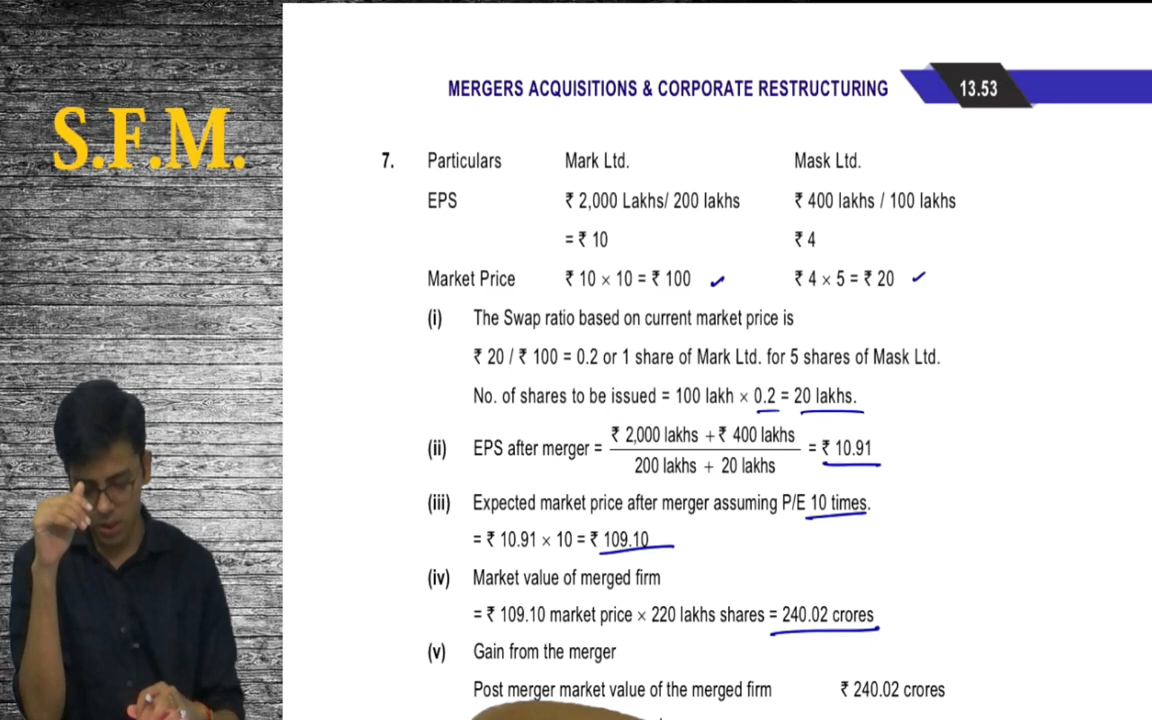 S.F.M.
MERGERS ACQUISITIONS & CORPORATE RESTRUCTURING 13.53
7. Particulars Mark Ltd. Mask Ltd.
EPS ₹ 2,000 Lakhs/ 200 lakhs ₹ 400 lakhs / 100 lakhs
= ₹ 10 ₹ 4
Market Price ₹ 10 × 10 = ₹ 100 ₹ 4 × 5 = ₹ 20
(i) The Swap ratio based on current market price is
₹ 20 / ₹ 100 = 0.2 or 1 share of Mark Ltd. for 5 shares of Mask Ltd.
No. of shares to be issued = 100 lakh × 0.2 = 20 lakhs.
₹ 2,000 lakhs +₹ 400 lakhs
(ii) EPS after merger = = ₹ 10.91
200 lakhs + 20 lakhs
(iii) Expected market price after merger assuming P/E 10 times.
= ₹ 10.91 × 10 = ₹ 109.10
(iv) Market value of merged firm
= ₹ 109.10 market price × 220 lakhs shares = 240.02 crores
(v) Gain from the merger
Post merger market value of the merged firm ₹ 240.02 crores